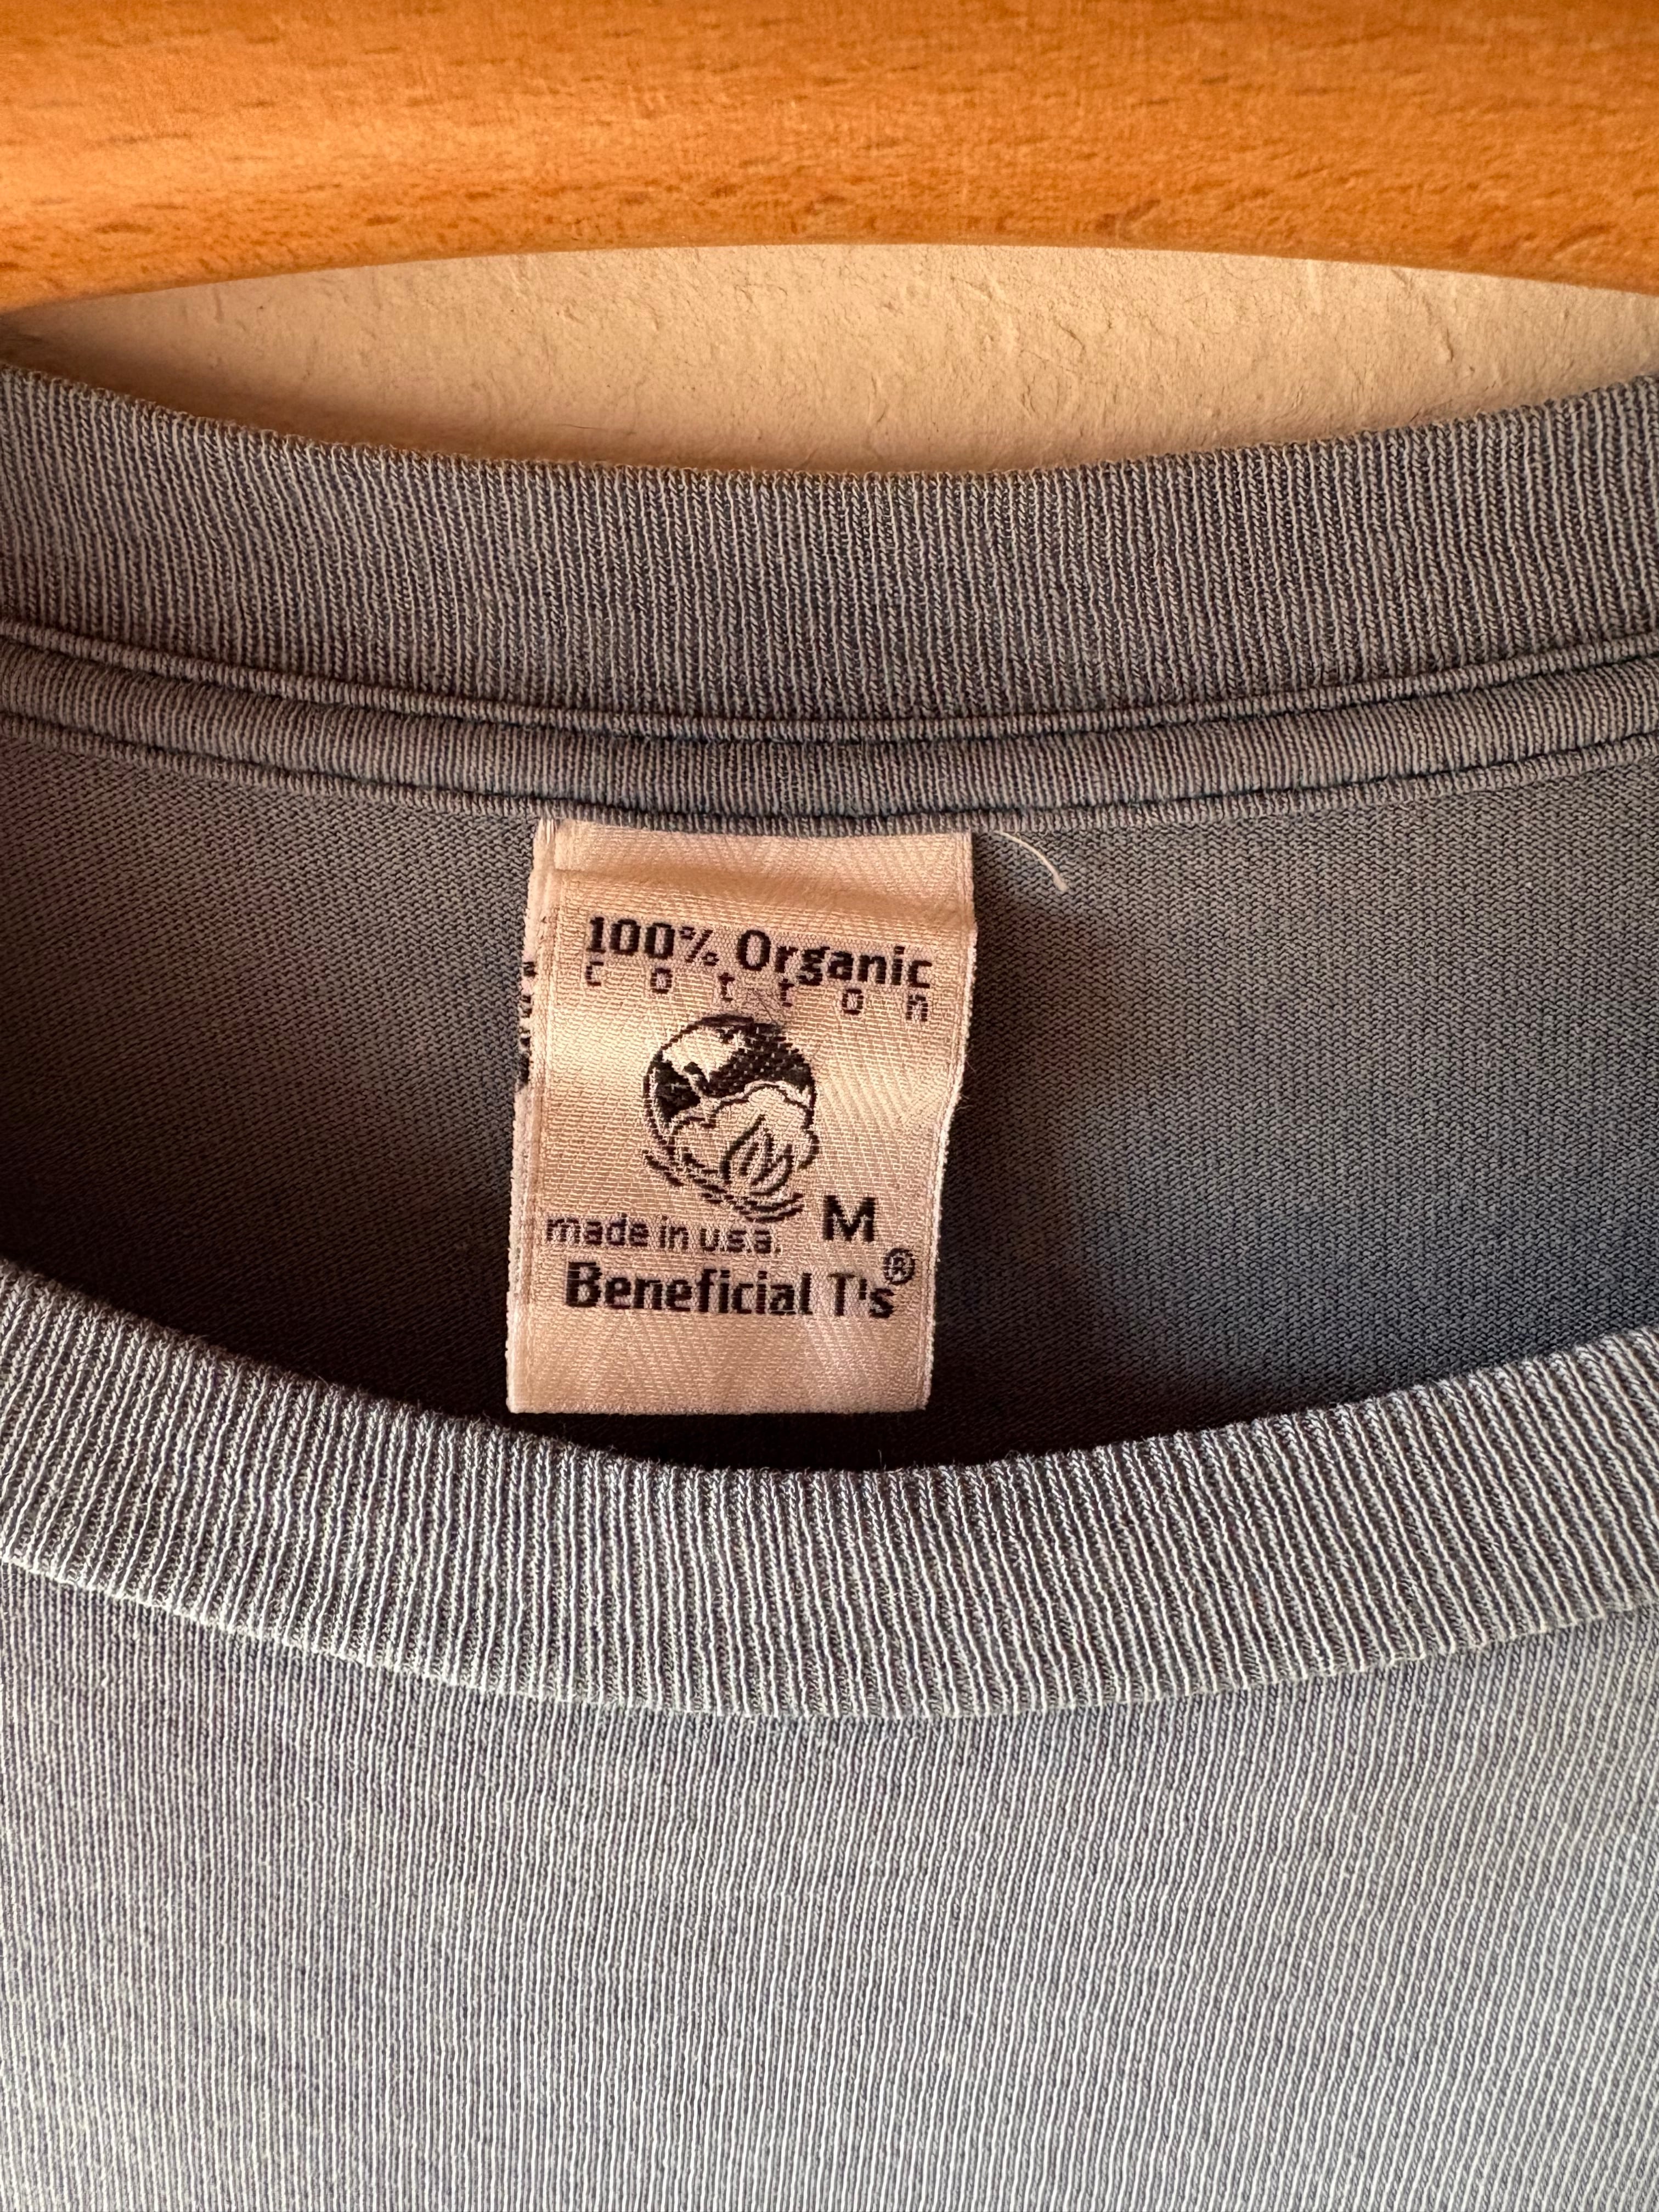 100% Organic
cotton
M
made in u.s.a.
Beneficial T's®